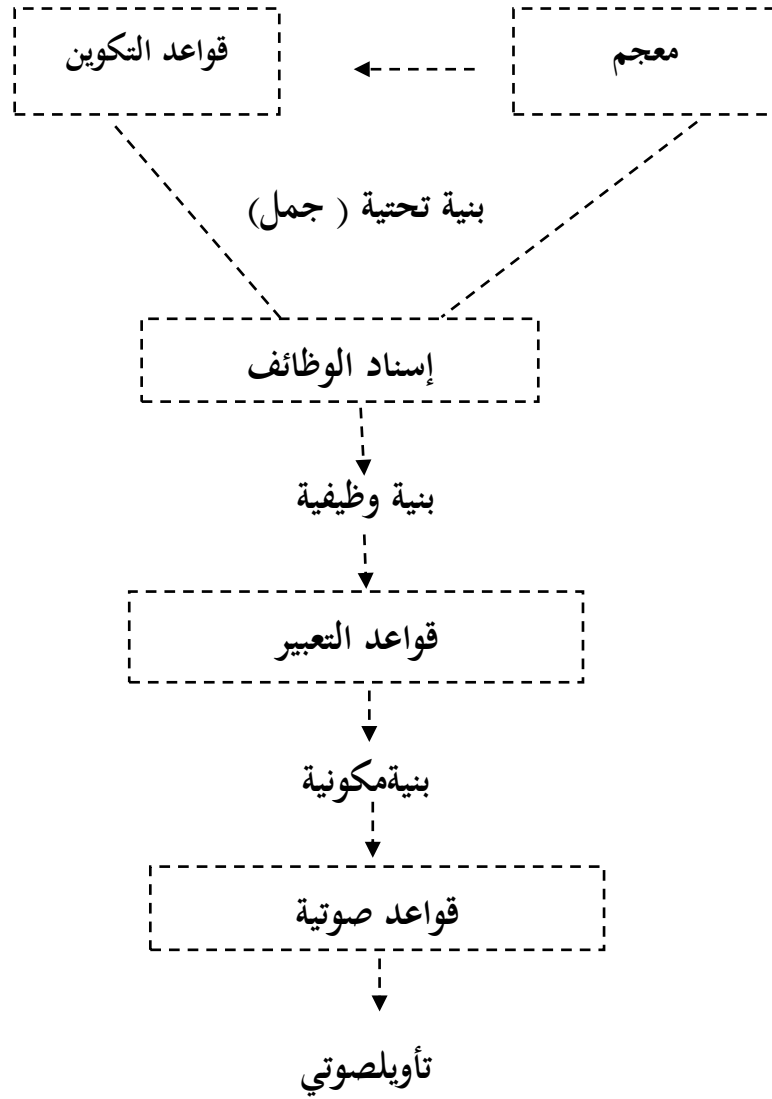 معجم
قواعد التكوين
بنية تحتية ( جمل)
إسناد الوظائف
بنية وظيفية
قواعد التعبير
بنيةمكونية
قواعد صوتية
تأويلصوتي